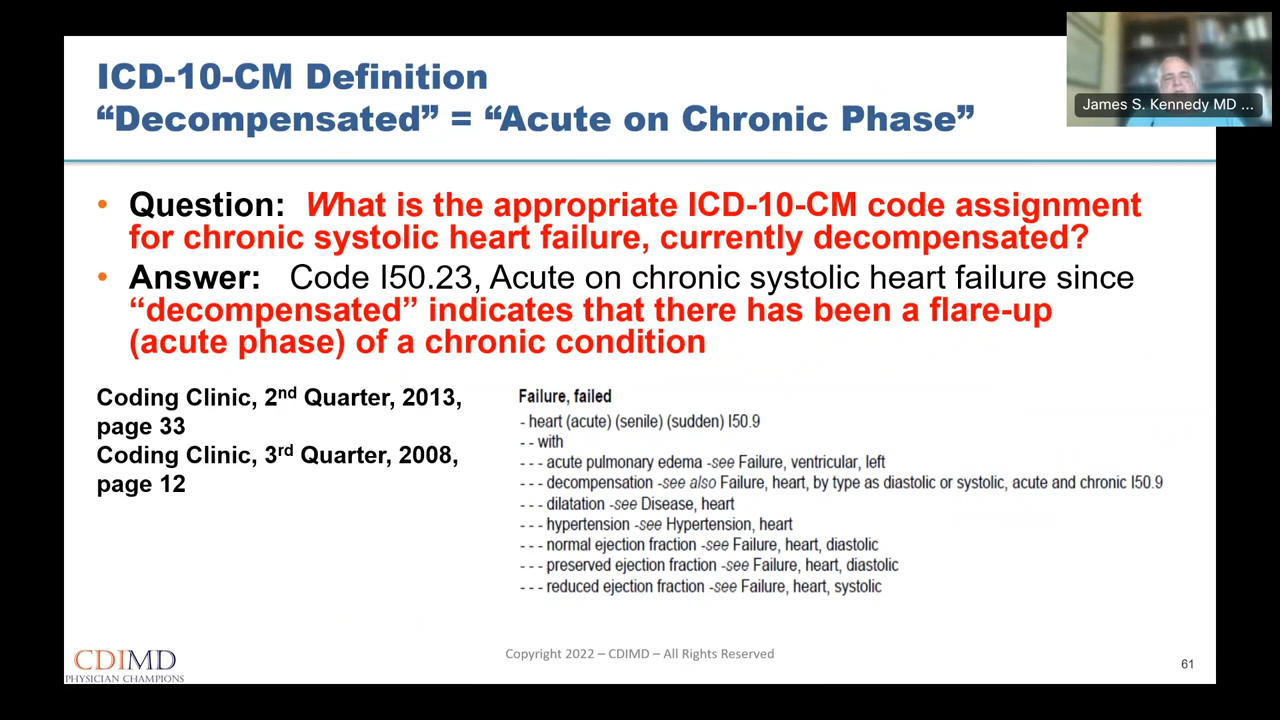 ICD-10-CM Definition
“Decompensated” = “Acute on Chronic Phase”
James S. Kennedy MD ...
• Question: What is the appropriate ICD-10-CM code assignment
for chronic systolic heart failure, currently decompensated?
• Answer: Code I50.23, Acute on chronic systolic heart failure since
“decompensated” indicates that there has been a flare-up
(acute phase) of a chronic condition
Coding Clinic, 2nd Quarter, 2013,
page 33
Coding Clinic, 3rd Quarter, 2008,
page 12
Failure, failed
- heart (acute) (senile) (sudden) I50.9
- - with
- - - acute pulmonary edema -see Failure, ventricular, left
- - - decompensation -see also Failure, heart, by type as diastolic or systolic, acute and chronic I50.9
- - - dilatation -see Disease, heart
- - - hypertension -see Hypertension, heart
- - - normal ejection fraction -see Failure, heart, diastolic
- - - preserved ejection fraction -see Failure, heart, diastolic
- - - reduced ejection fraction -see Failure, heart, systolic
CDIMD
PHYSICIAN CHAMPIONS
Copyright 2022 – CDIMD – All Rights Reserved
61